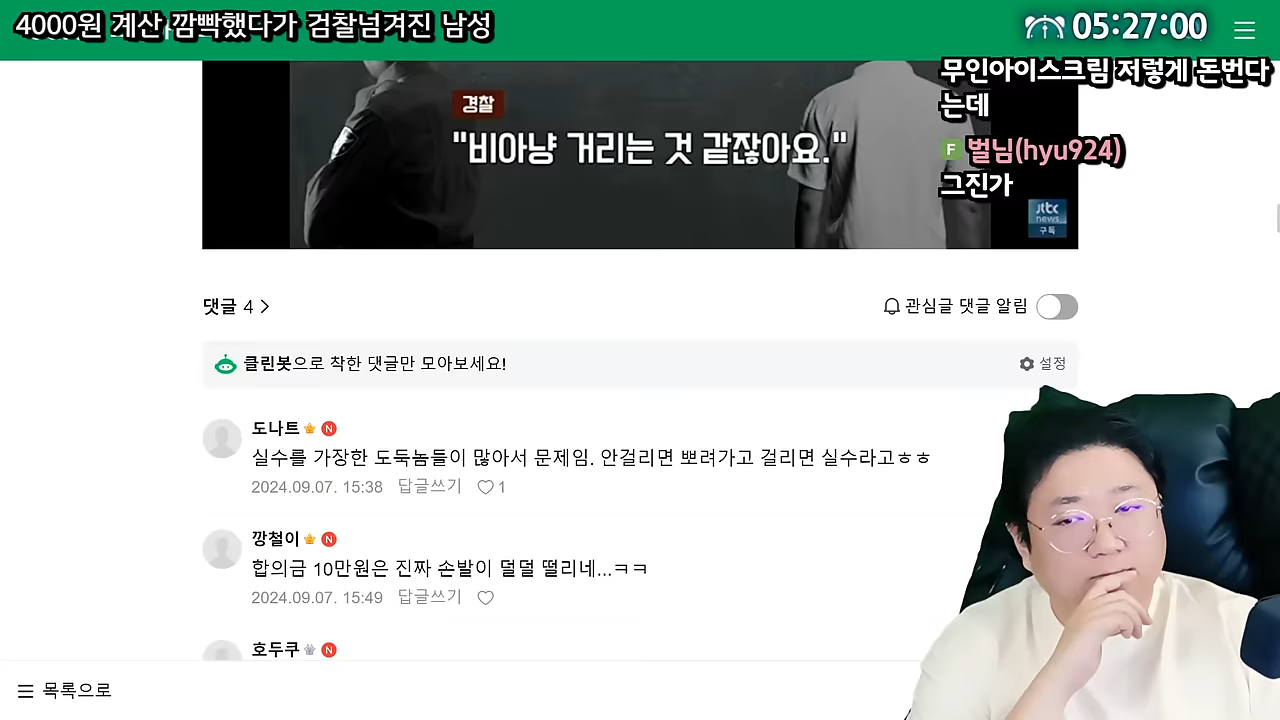 4000원 계산 깜빡했다가 검찰넘겨진 남성
05:27:00
무인아이스크림 저렇게 돈번다
는데
F 벌님(hyu924)
그진가
경찰
"비아냥 거리는 것 같잖아요."
jtbc
news
구독
댓글 4
관심글 댓글 알림
클린봇으로 착한 댓글만 모아보세요!
설정
도나트 N
실수를 가장한 도둑놈들이 많아서 문제임. 안걸리면 뽀려가고 걸리면 실수라고ㅎㅎ
2024.09.07. 15:38 답글쓰기 1
깡철이 N
합의금 10만원은 진짜 손발이 덜덜 떨리네...ㅋㅋ
2024.09.07. 15:49 답글쓰기
호두쿠 N
목록으로